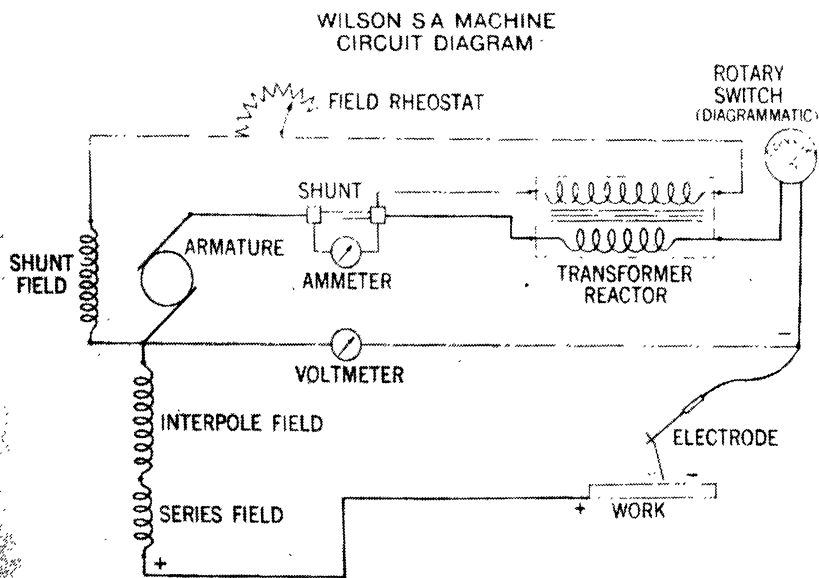 WILSON SA MACHINE
CIRCUIT DIAGRAM
ROTARY
SWITCH
(DIAGRAMMATIC)
FIELD RHEOSTAT
SHUNT
ARMATURE
SHUNT
FIELD
AMMETER
TRANSFORMER
REACTOR
−
VOLTMETER
INTERPOLE FIELD
ELECTRODE
−
+
WORK
SERIES FIELD
+